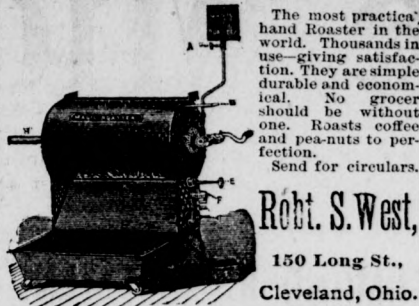 The most practical
hand Roaster in the
world. Thousands in
use—giving satisfac-
tion. They are simple
durable and econom-
ical. No grocer
should be without
one. Roasts coffee
and pea-nuts to per-
fection.
Send for circulars.
Robt. S. West,
150 Long St.,
Cleveland, Ohio.
A
H
E
F